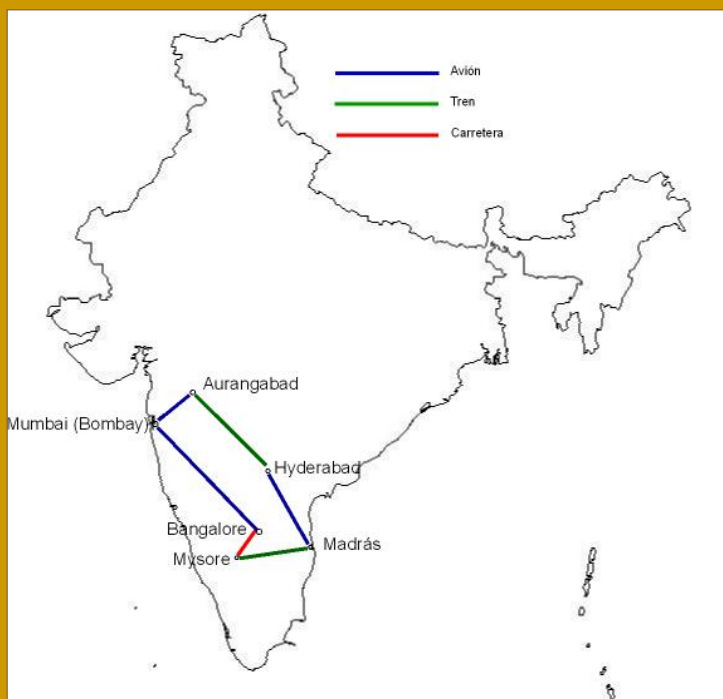 Avión
Tren
Carretera
Aurangabad
Mumbai (Bombay)
Hyderabad
Bangalore
Madrás
Mysore